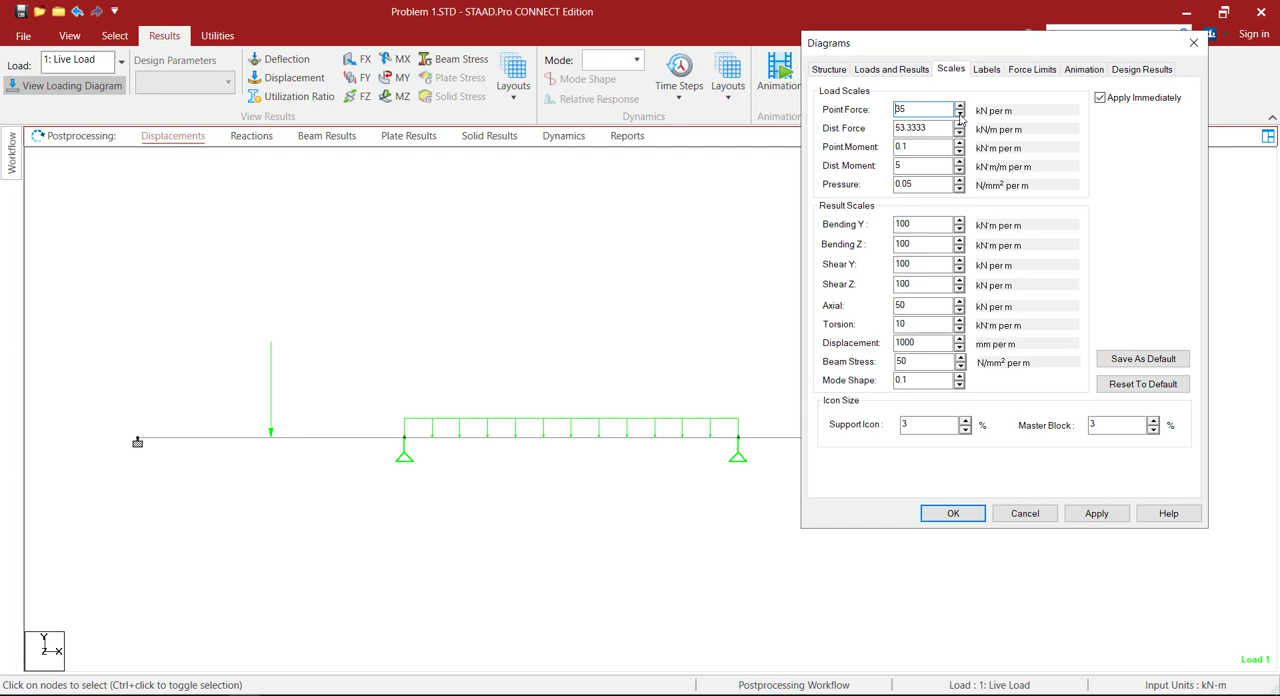 Problem 1.STD - STAAD.Pro CONNECT Edition
File View Select Results Utilities Sign in
Load: 1: Live Load Design Parameters
View Loading Diagram
Deflection FX MX Beam Stress
Displacement FY MY Plate Stress
Utilization Ratio FZ MZ Solid Stress
Layouts
View Results
Mode:
Mode Shape
Relative Response
Time Steps Layouts
Dynamics
Animation
Animation
Workflow
Postprocessing: Displacements Reactions Beam Results Plate Results Solid Results Dynamics Reports
Diagrams
Structure Loads and Results Scales Labels Force Limits Animation Design Results
Load Scales
Apply Immediately
Point Force: 35 kN per m
Dist. Force 53.3333 kN/m per m
Point Moment: 0.1 kN·m per m
Dist. Moment: 5 kN·m/m per m
Pressure: 0.05 N/mm² per m
Result Scales
Bending Y : 100 kN·m per m
Bending Z : 100 kN·m per m
Shear Y: 100 kN per m
Shear Z: 100 kN per m
Axial: 50 kN per m
Torsion: 10 kN·m per m
Displacement: 1000 mm per m
Beam Stress: 50 N/mm² per m
Mode Shape: 0.1
Save As Default
Reset To Default
Icon Size
Support Icon : 3 % Master Block : 3 %
OK Cancel Apply Help
Y
Z X
Load 1
Click on nodes to select (Ctrl+click to toggle selection) Postprocessing Workflow Load : 1: Live Load Input Units : kN-m